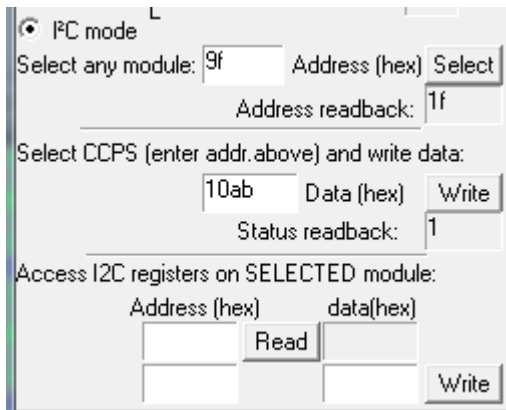 I²C mode
Select any module: 9f Address (hex) Select
Address readback: 1f
Select CCPS (enter addr.above) and write data:
10ab Data (hex) Write
Status readback: 1
Access I2C registers on SELECTED module:
Address (hex) data(hex)
Read
Write